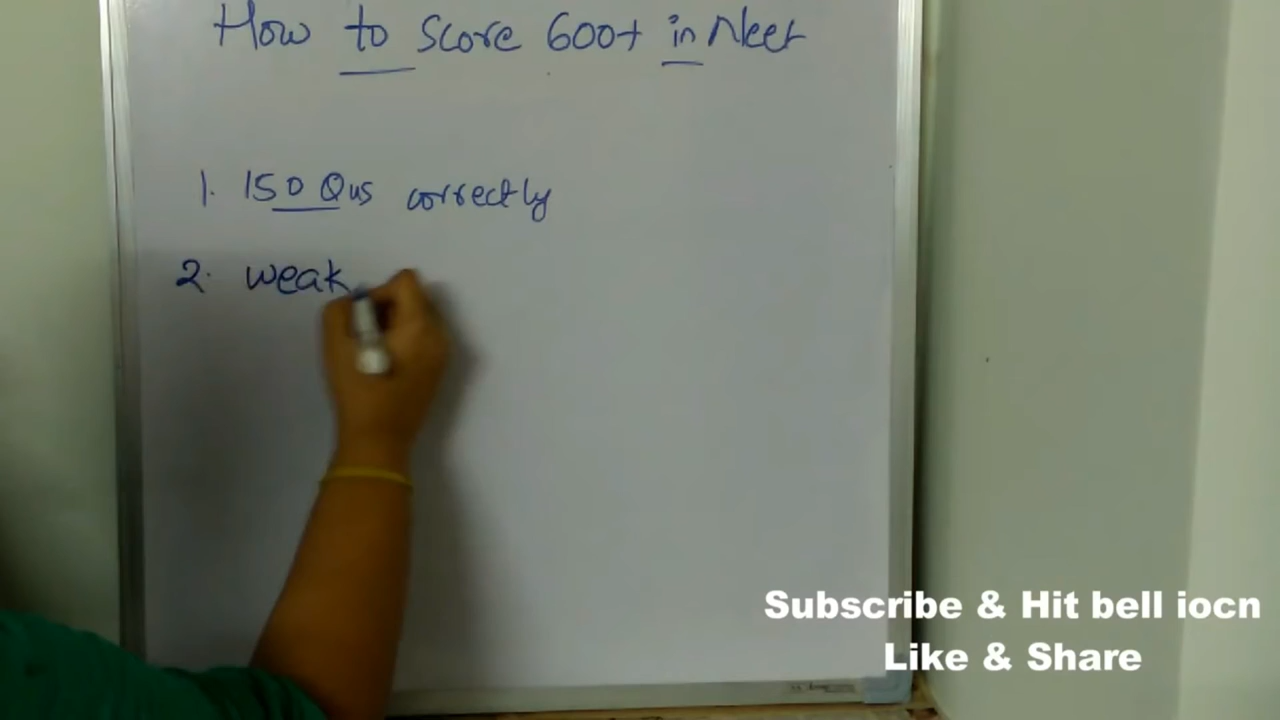 How to Score 600+ in Neet
1. 150 Qus correctly
2. weak
Subscribe & Hit bell iocn
Like & Share